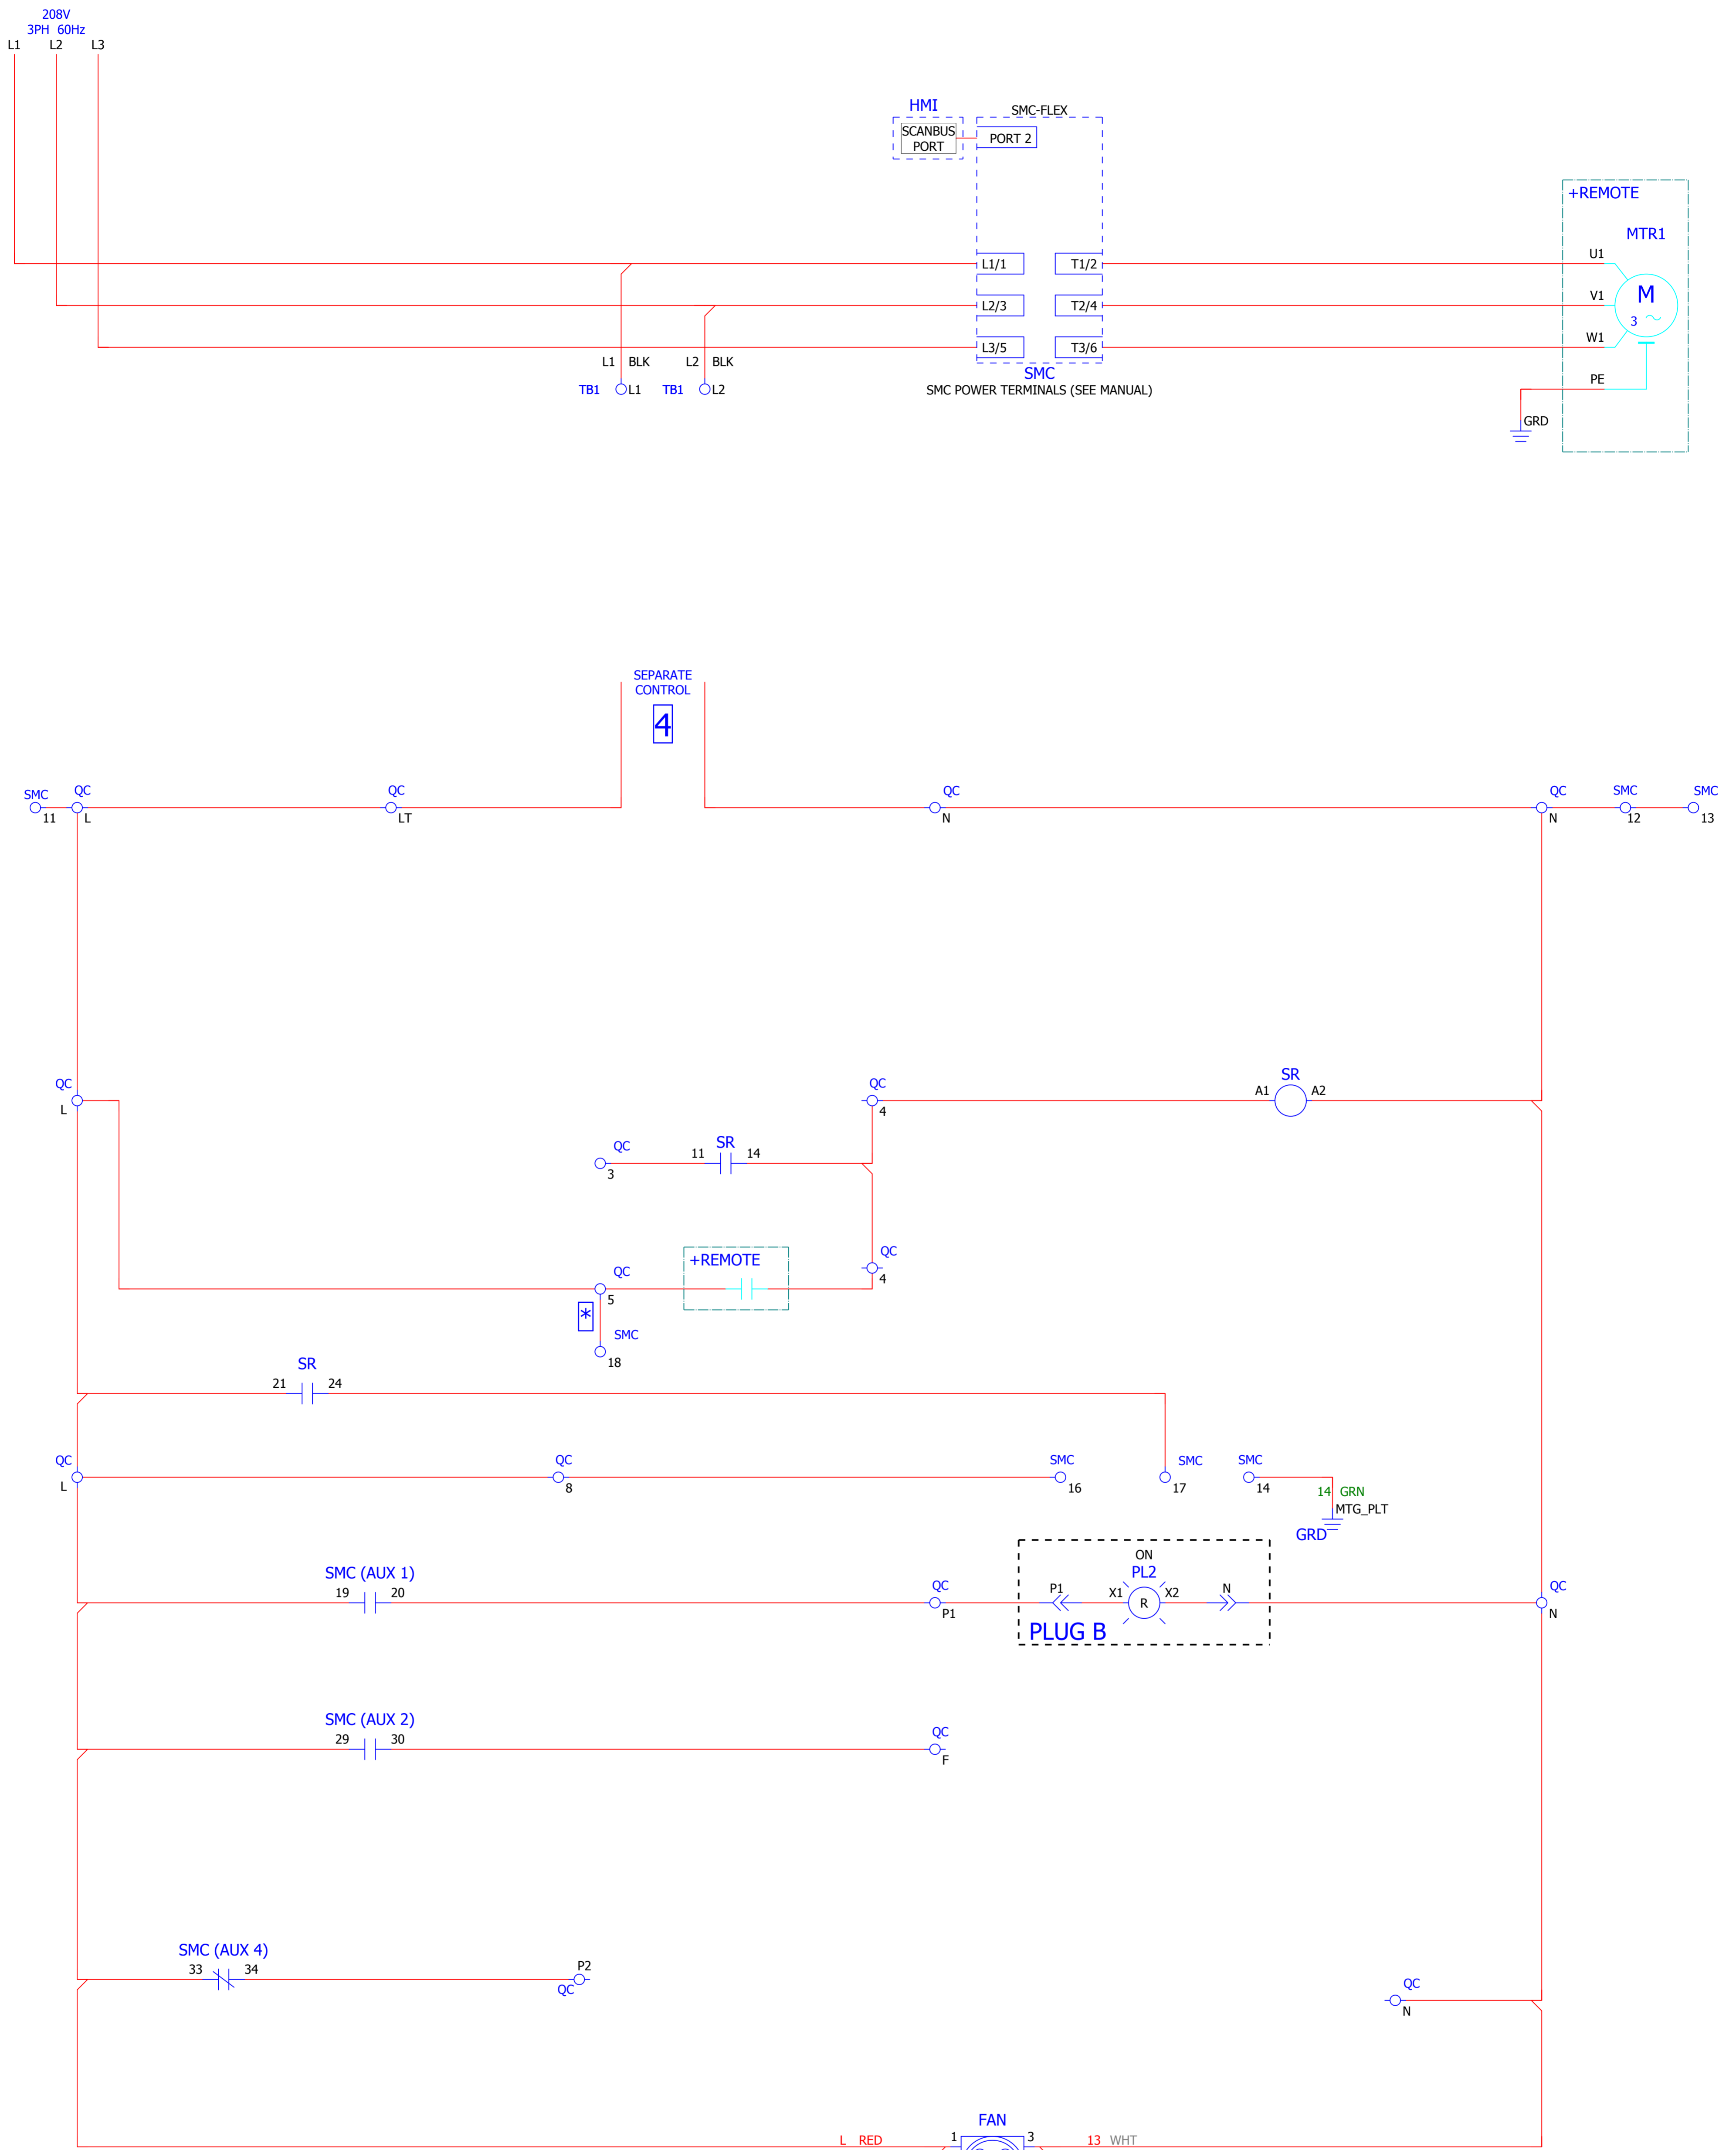 208V
3PH 60Hz
L1 L2 L3
HMI
SCANBUS
PORT
SMC-FLEX
PORT 2
+REMOTE
MTR1
L1/1 T1/2 U1
L2/3 T2/4 V1
M
3
L3/5 T3/6 W1
L1 BLK L2 BLK
TB1 L1 TB1 L2
SMC
SMC POWER TERMINALS (SEE MANUAL)
PE
GRD
SEPARATE
CONTROL
4
SMC QC QC QC QC SMC SMC
11 L LT N N 12 13
QC QC SR
L 4 A1 A2
QC SR
3 11 14
QC
+REMOTE
QC
4
5
*
SMC
18
SR
21 24
QC QC SMC SMC SMC
L 8 16 17 14
14 GRN
MTG_PLT
GRD
ON
SMC (AUX 1) PL2
19 20 QC P1 X1 R X2 N QC
P1 N
PLUG B
SMC (AUX 2)
29 30 QC
F
SMC (AUX 4)
33 34 P2
QC
QC
N
FAN
L RED 1 3 13 WHT